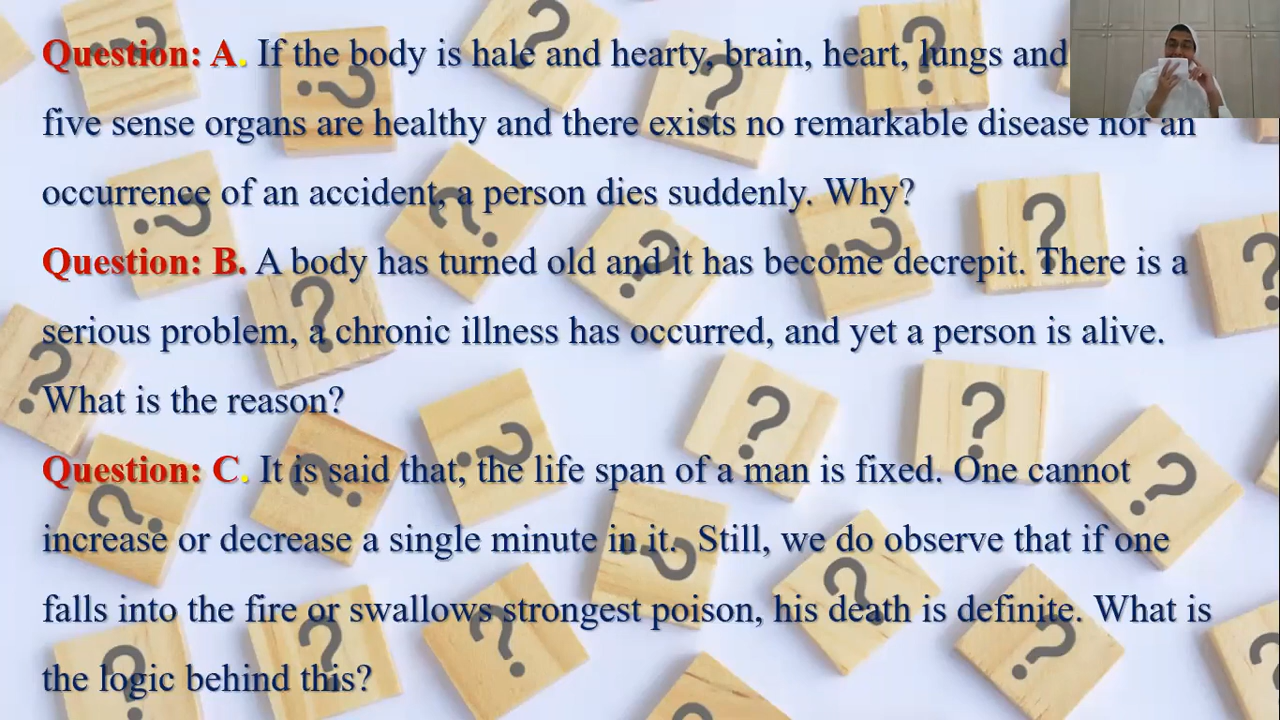 Question: A. If the body is hale and hearty, brain, heart, lungs and
five sense organs are healthy and there exists no remarkable disease nor an
occurrence of an accident, a person dies suddenly. Why?
Question: B. A body has turned old and it has become decrepit. There is a
serious problem, a chronic illness has occurred, and yet a person is alive.
What is the reason?
Question: C. It is said that, the life span of a man is fixed. One cannot
increase or decrease a single minute in it. Still, we do observe that if one
falls into the fire or swallows strongest poison, his death is definite. What is
the logic behind this?